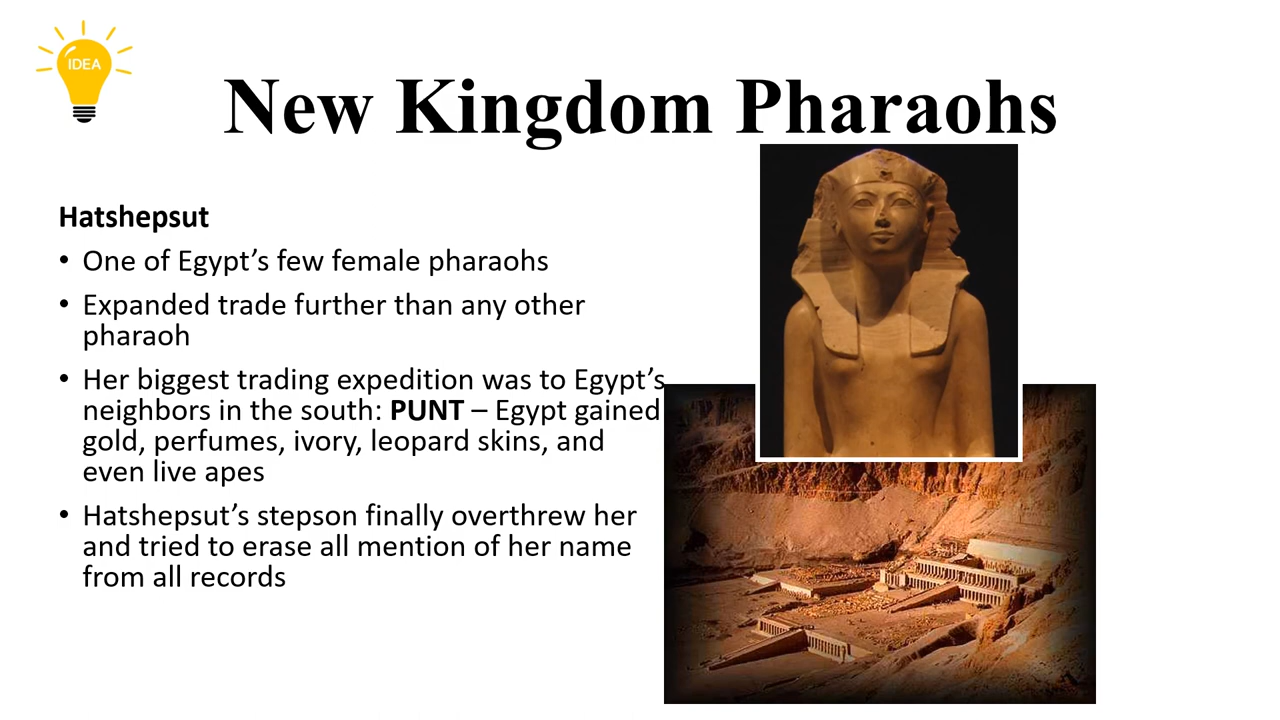 IDEA
New Kingdom Pharaohs
Hatshepsut
• One of Egypt’s few female pharaohs
• Expanded trade further than any other
pharaoh
• Her biggest trading expedition was to Egypt’s
neighbors in the south: PUNT – Egypt gained
gold, perfumes, ivory, leopard skins, and
even live apes
• Hatshepsut’s stepson finally overthrew her
and tried to erase all mention of her name
from all records